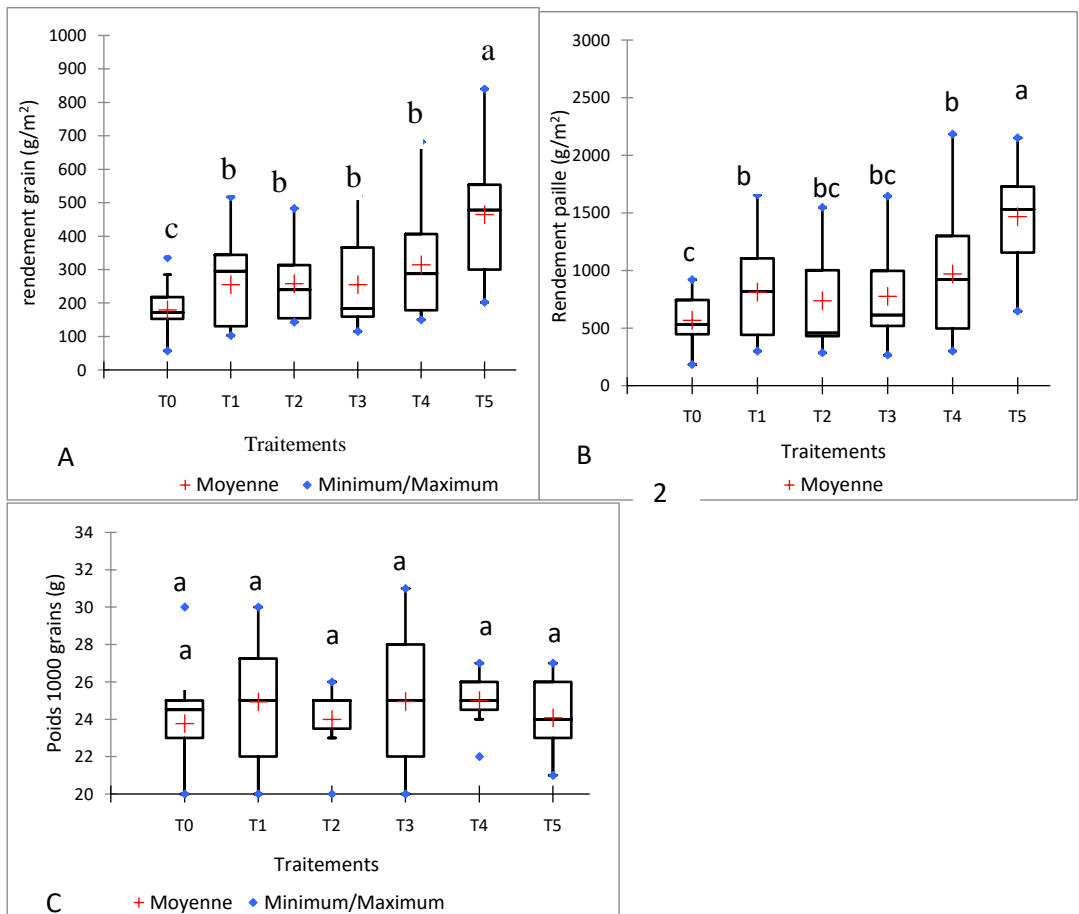 rendement grain (g/m²)
1000
900
800
700
600
500
400
300
200
100
0
c
b
b
b
b
a
T0 T1 T2 T3 T4 T5
Traitements
A
Moyenne Minimum/Maximum
Rendement paille (g/m²)
3000
2500
2000
1500
1000
500
0
c
b
bc
bc
b
a
T0 T1 T2 T3 T4 T5
Traitements
B
Moyenne
2
Poids 1000 grains (g)
34
32
30
28
26
24
22
20
a
a
a
a
a
a
a
T0 T1 T2 T3 T4 T5
Traitements
C
Moyenne Minimum/Maximum